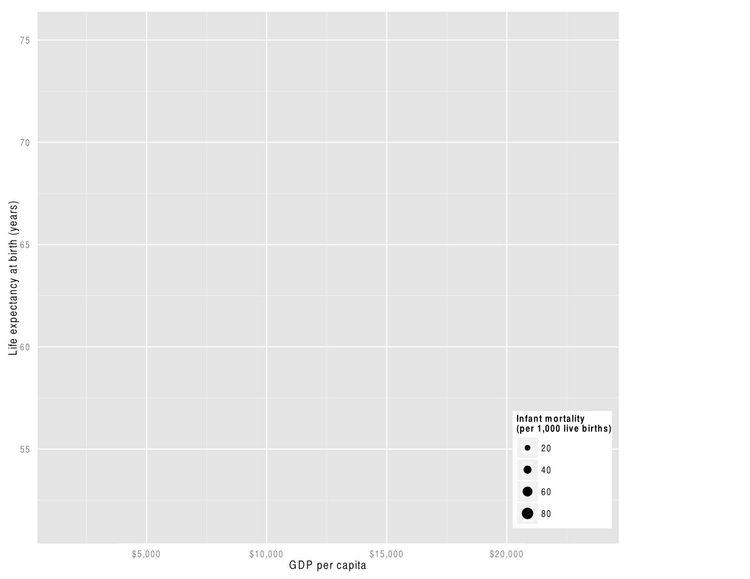 75
70
65
60
55
Life expectancy at birth (years)
Infant mortality
(per 1,000 live births)
20
40
60
80
$5,000 $10,000 $15,000 $20,000
GDP per capita